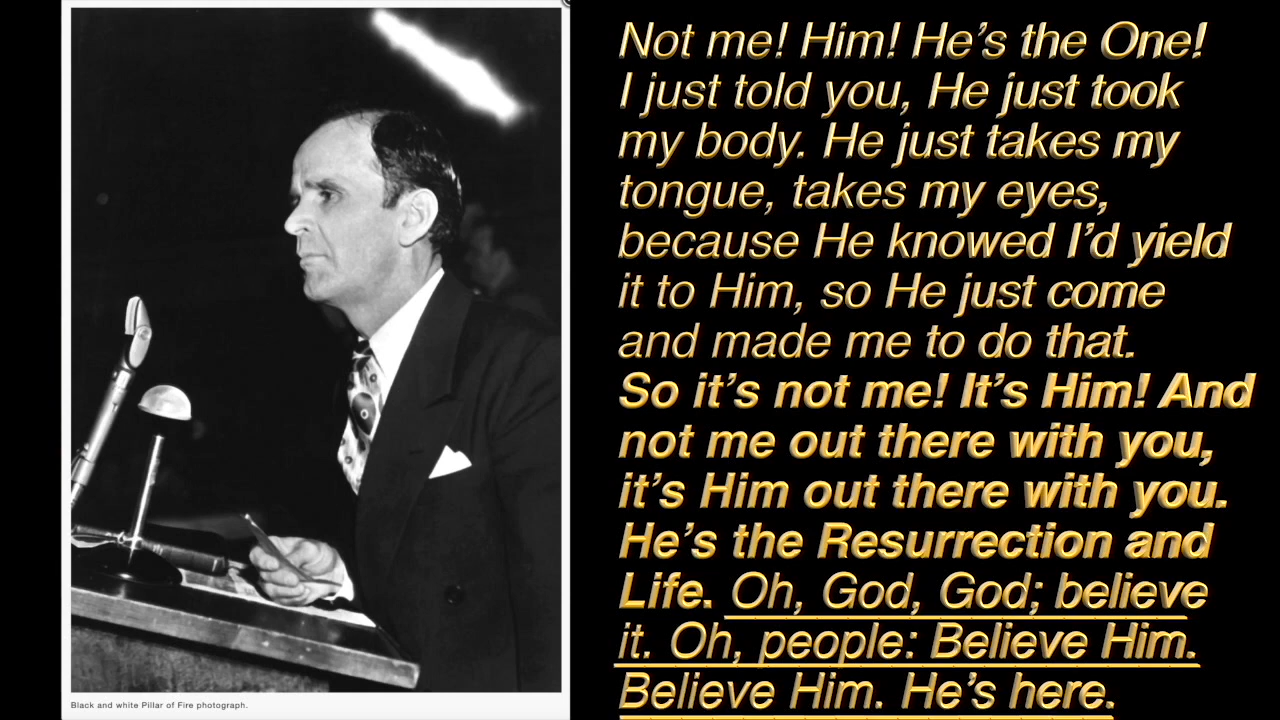 Not me! Him! He’s the One!
I just told you, He just took
my body. He just takes my
tongue, takes my eyes,
because He knowed I’d yield
it to Him, so He just come
and made me to do that.
So it’s not me! It’s Him! And
not me out there with you,
it’s Him out there with you.
He’s the Resurrection and
Life. Oh, God, God; believe
it. Oh, people: Believe Him.
Believe Him. He’s here.
Black and white Pillar of Fire photograph.